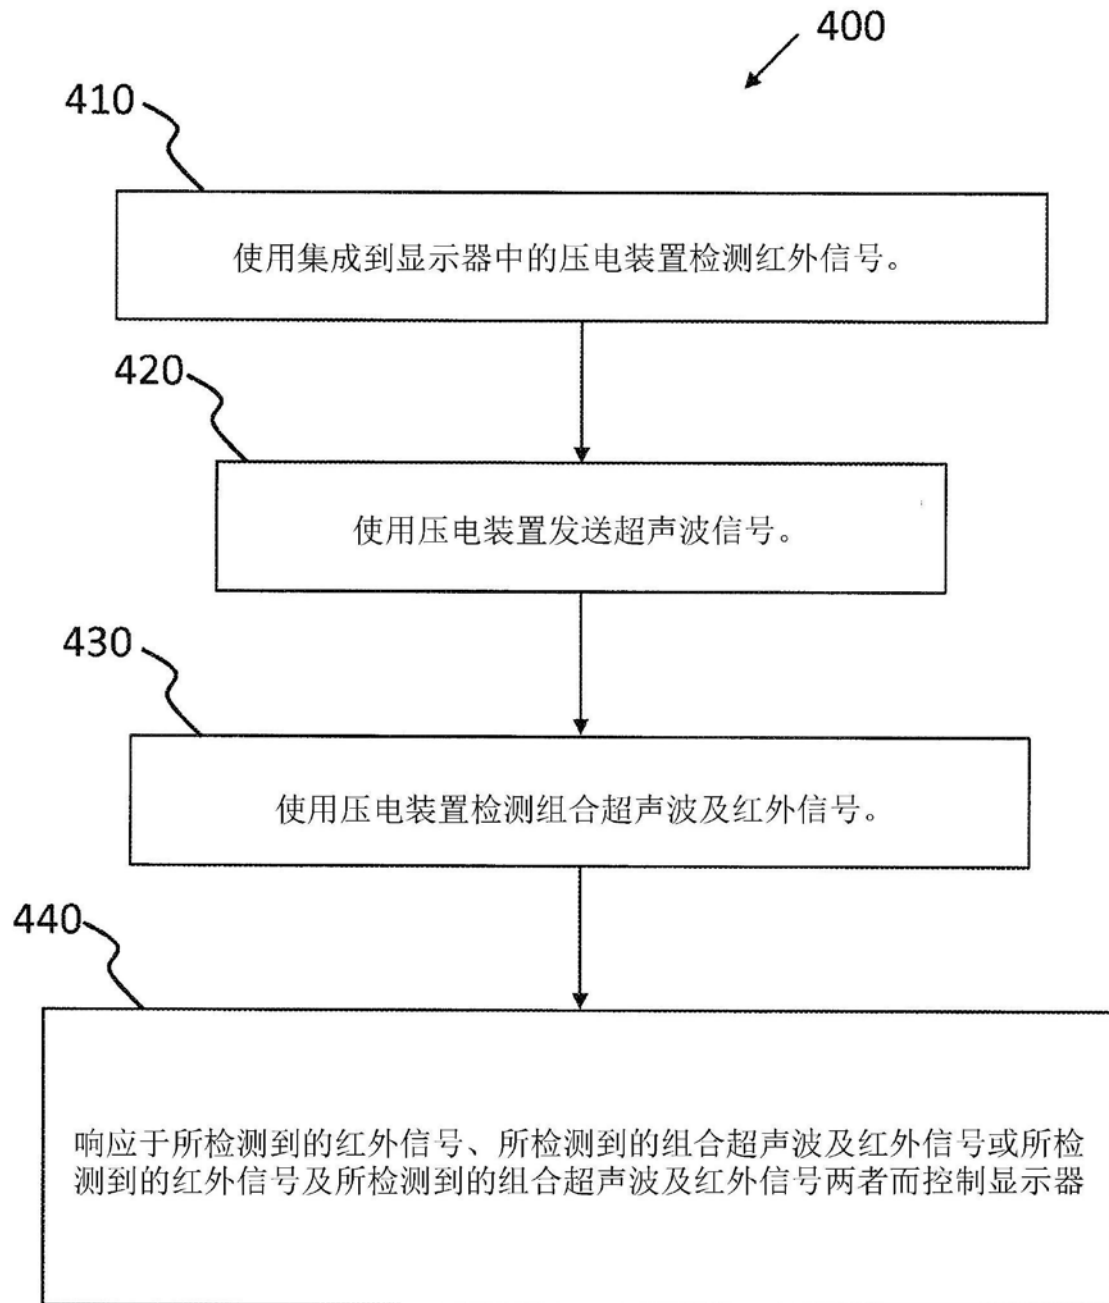 400
410
使用集成到显示器中的压电装置检测红外信号。
420
使用压电装置发送超声波信号。
430
使用压电装置检测组合超声波及红外信号。
440
响应于所检测到的红外信号、所检测到的组合超声波及红外信号或所检
测到的红外信号及所检测到的组合超声波及红外信号两者而控制显示器